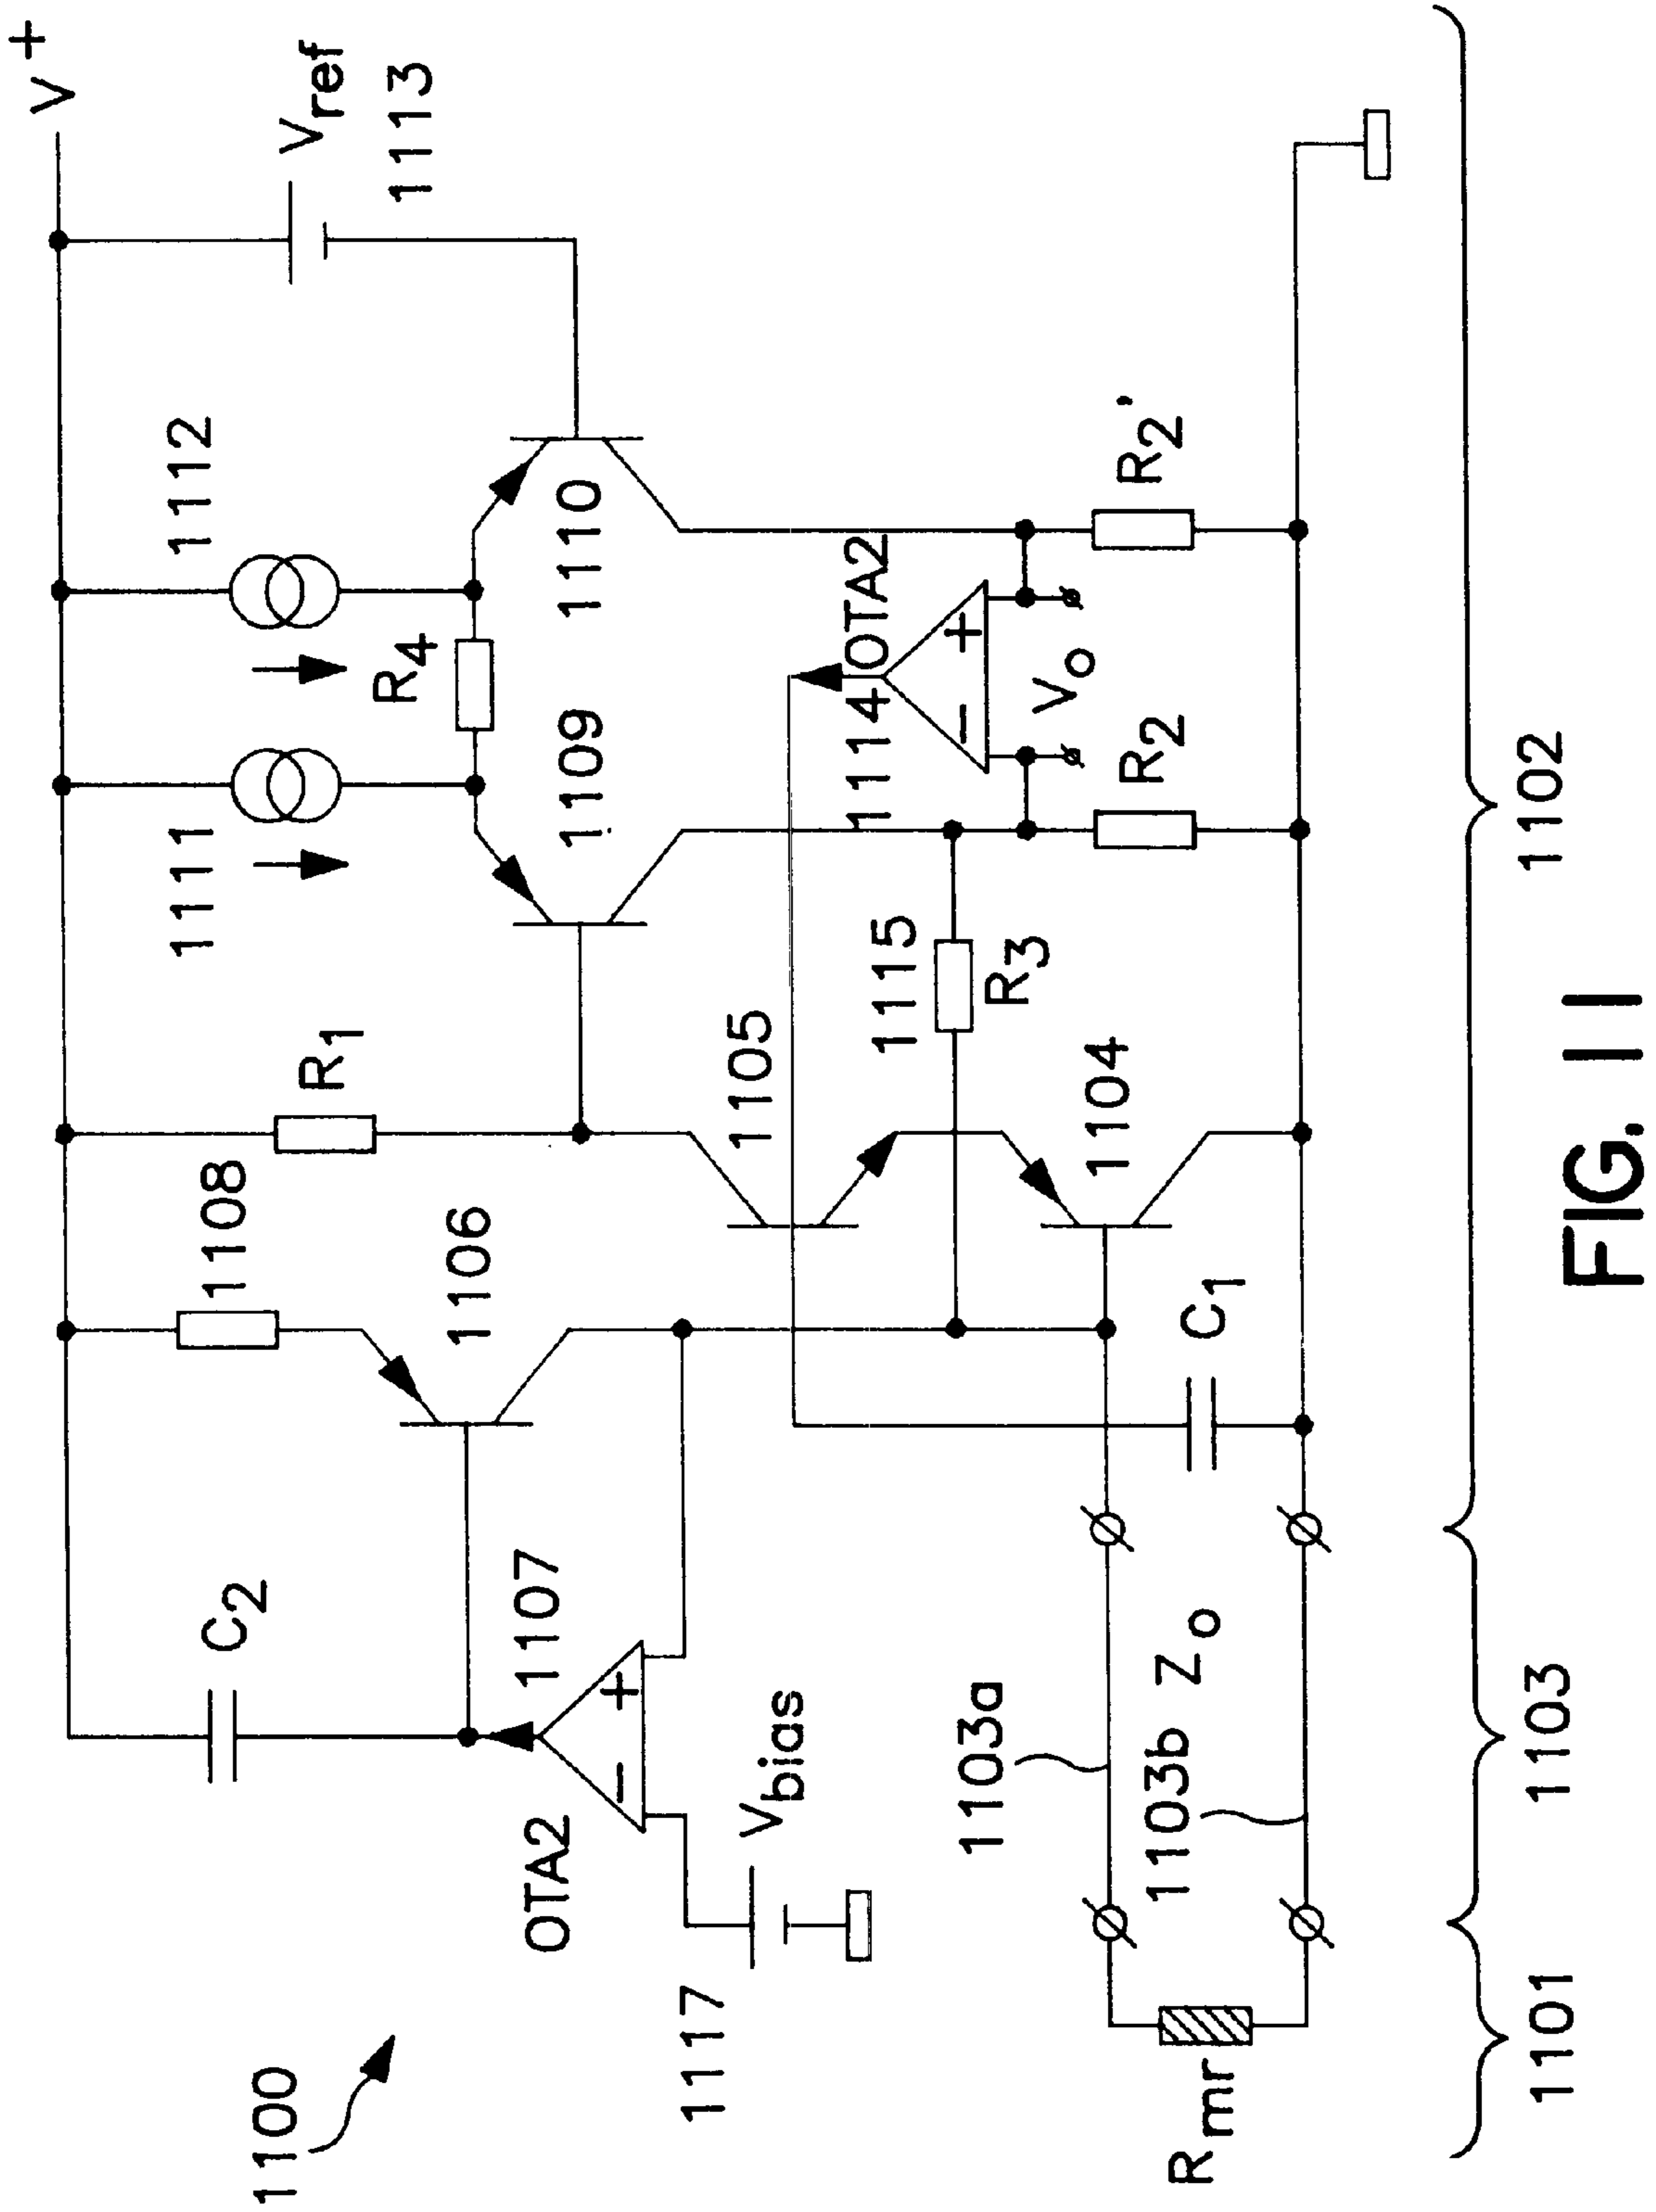 1100
V+
Vref
1113
1112
1111
R4
R1
1108
1106
C2
1107
OTA2
1117
Vbias
1109
1110
1105
1114 OTA2
Vo
R2'
R2
1115
R3
1104
C1
1103a
1103b Zo
Rmr
1101
1103
1102
FIG. 11